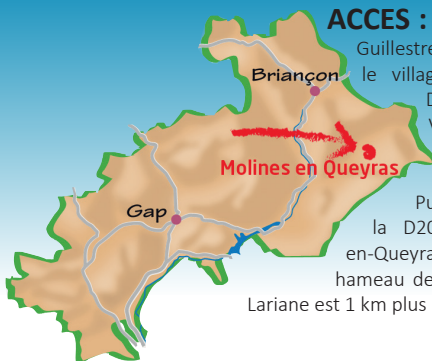 ACCES :
Guillestre
Briançon
le villag
Molines en Queyras
Gap
la D20
en-Queyra
hameau de
Lariane est 1 km plus